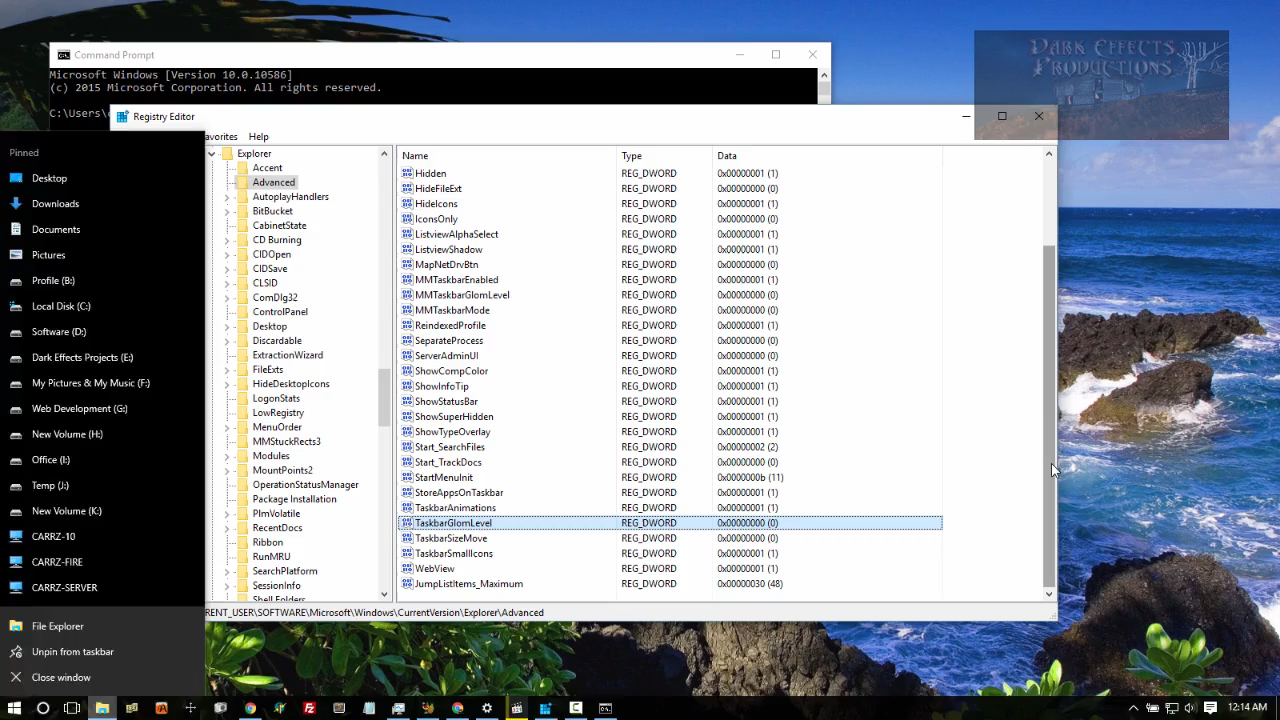 Command Prompt
Microsoft Windows [Version 10.0.10586]
(c) 2015 Microsoft Corporation. All rights reserved.
C:\Users\
DARK EFFECTS
PRODUCTIONS
Registry Editor
avorites Help
Pinned
Desktop
Downloads
Documents
Pictures
Profile (B:)
Local Disk (C:)
Software (D:)
Dark Effects Projects (E:)
My Pictures & My Music (F:)
Web Development (G:)
New Volume (H:)
Office (I:)
Temp (J:)
New Volume (K:)
CARRZ-10
CARRZ-FIRE
CARRZ-SERVER
File Explorer
Unpin from taskbar
Close window
Explorer
Accent
Advanced
AutoplayHandlers
BitBucket
CabinetState
CD Burning
CIDOpen
CIDSave
CLSID
ComDlg32
ControlPanel
Desktop
Discardable
ExtractionWizard
FileExts
HideDesktopIcons
LogonStats
LowRegistry
MenuOrder
MMStuckRects3
Modules
MountPoints2
OperationStatusManager
Package Installation
PlmVolatile
RecentDocs
Ribbon
RunMRU
SearchPlatform
SessionInfo
Shell Folders
Name Type Data
Hidden REG_DWORD 0x00000001 (1)
HideFileExt REG_DWORD 0x00000000 (0)
HideIcons REG_DWORD 0x00000001 (1)
IconsOnly REG_DWORD 0x00000000 (0)
ListviewAlphaSelect REG_DWORD 0x00000001 (1)
ListviewShadow REG_DWORD 0x00000001 (1)
MapNetDrvBtn REG_DWORD 0x00000000 (0)
MMTaskbarEnabled REG_DWORD 0x00000001 (1)
MMTaskbarGlomLevel REG_DWORD 0x00000000 (0)
MMTaskbarMode REG_DWORD 0x00000000 (0)
ReindexedProfile REG_DWORD 0x00000001 (1)
SeparateProcess REG_DWORD 0x00000000 (0)
ServerAdminUI REG_DWORD 0x00000000 (0)
ShowCompColor REG_DWORD 0x00000001 (1)
ShowInfoTip REG_DWORD 0x00000001 (1)
ShowStatusBar REG_DWORD 0x00000001 (1)
ShowSuperHidden REG_DWORD 0x00000001 (1)
ShowTypeOverlay REG_DWORD 0x00000001 (1)
Start_SearchFiles REG_DWORD 0x00000002 (2)
Start_TrackDocs REG_DWORD 0x00000000 (0)
StartMenuInit REG_DWORD 0x0000000b (11)
StoreAppsOnTaskbar REG_DWORD 0x00000001 (1)
TaskbarAnimations REG_DWORD 0x00000001 (1)
TaskbarGlomLevel REG_DWORD 0x00000000 (0)
TaskbarSizeMove REG_DWORD 0x00000000 (0)
TaskbarSmallIcons REG_DWORD 0x00000001 (1)
WebView REG_DWORD 0x00000001 (1)
JumpListItems_Maximum REG_DWORD 0x00000030 (48)
RENT_USER\SOFTWARE\Microsoft\Windows\CurrentVersion\Explorer\Advanced
12:14 AM